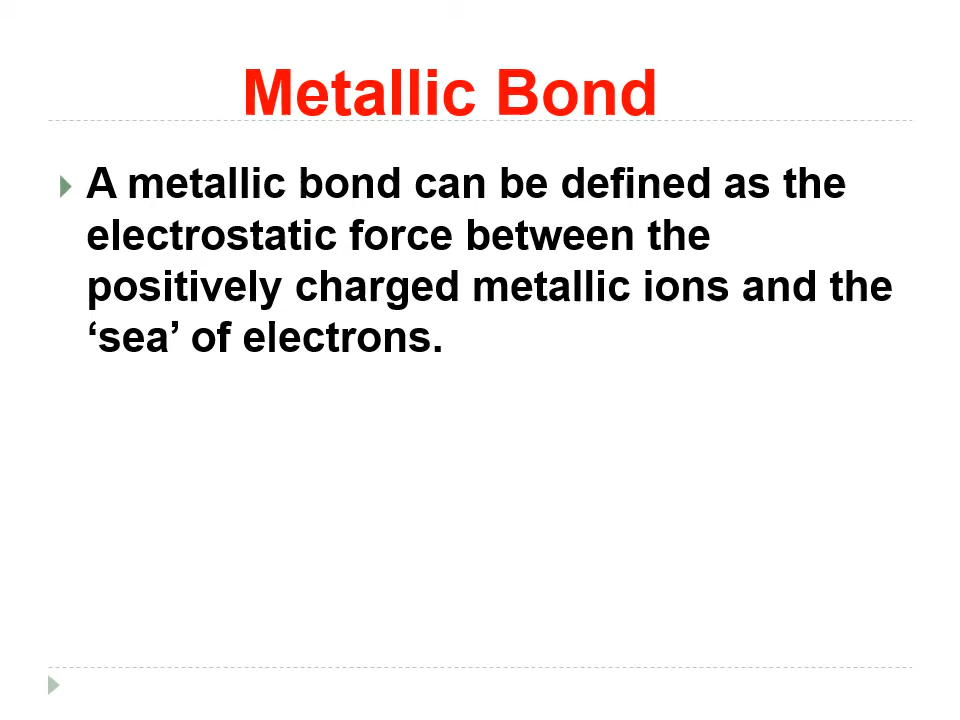 Metallic Bond
A metallic bond can be defined as the
electrostatic force between the
positively charged metallic ions and the
‘sea’ of electrons.